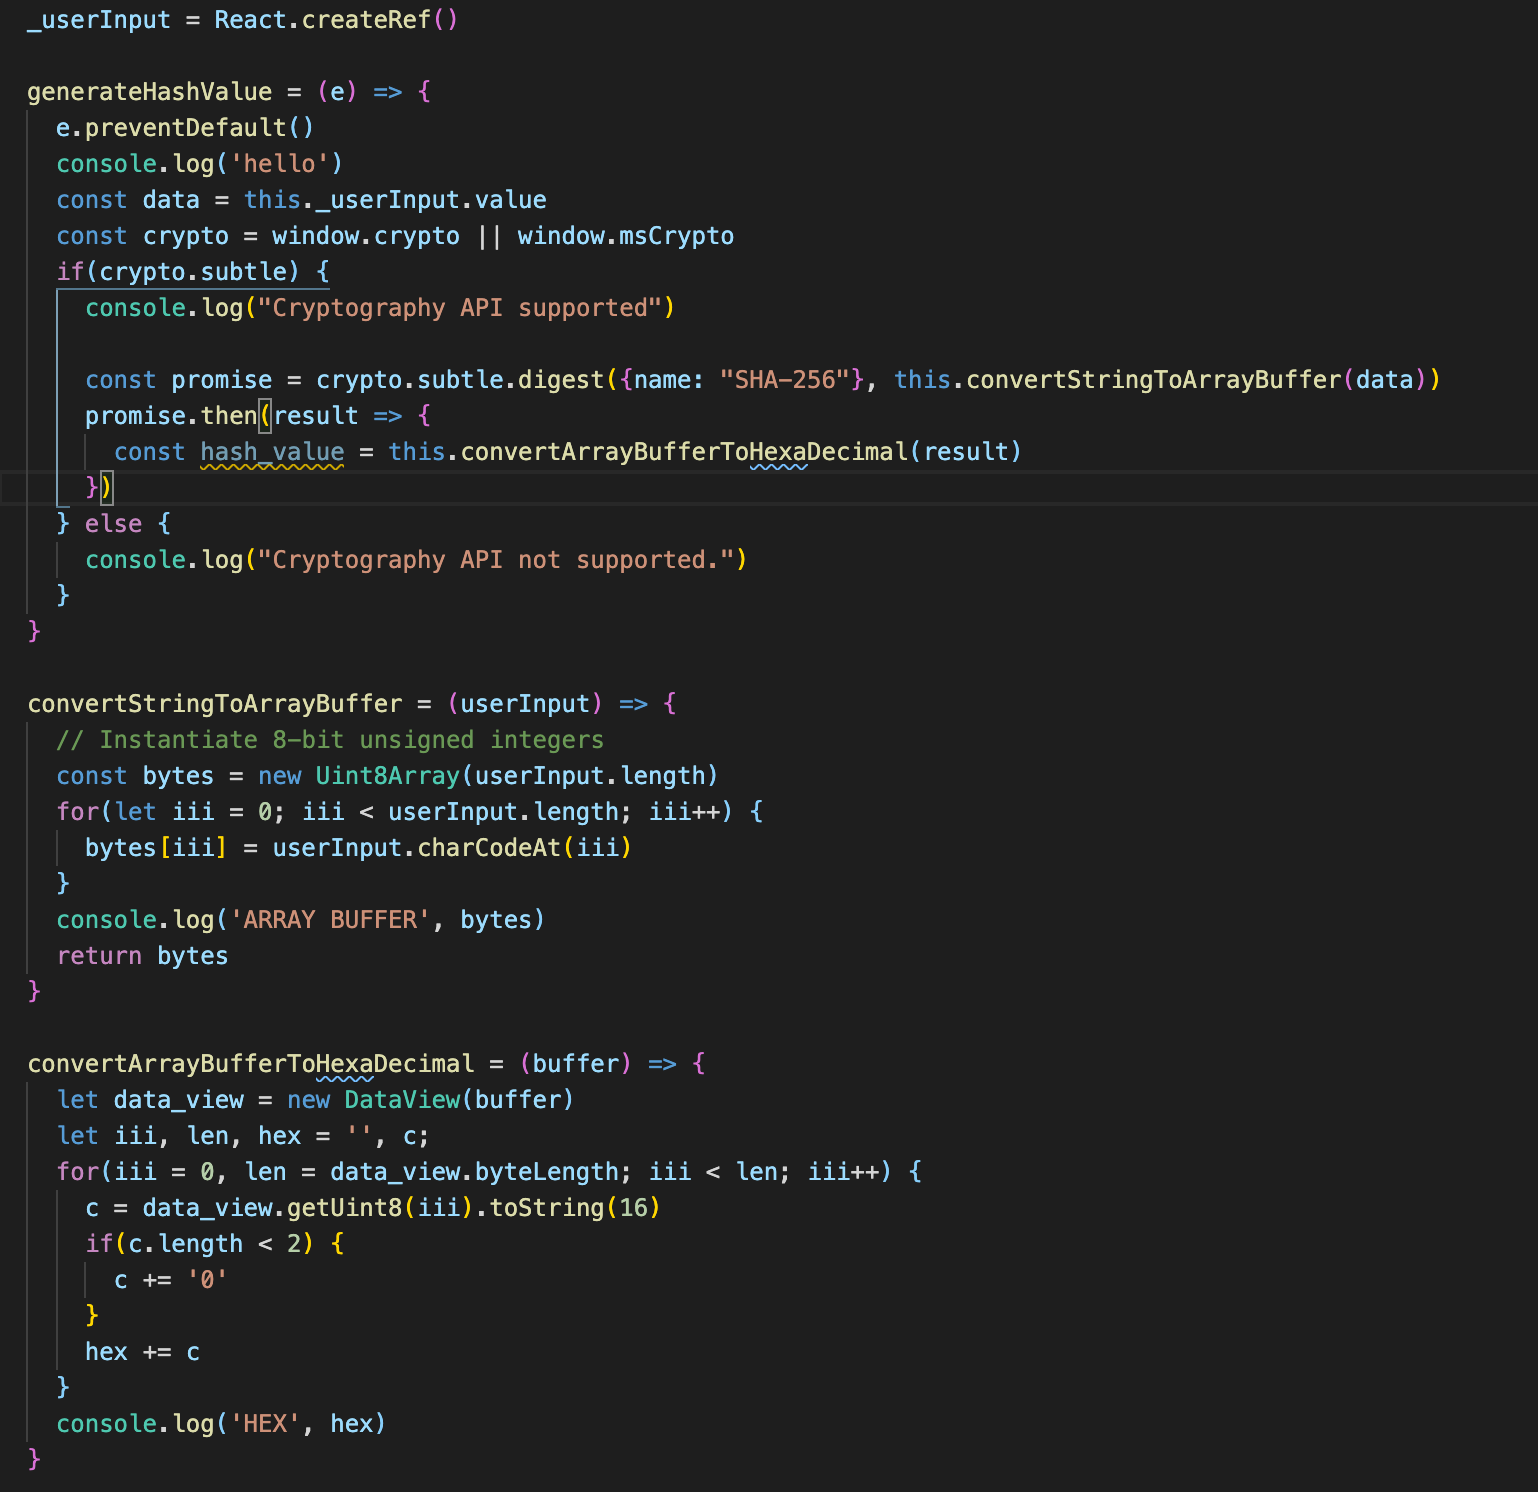 _userInput = React.createRef()

generateHashValue = (e) => {
  e.preventDefault()
  console.log('hello')
  const data = this._userInput.value
  const crypto = window.crypto || window.msCrypto
  if(crypto.subtle) {
    console.log("Cryptography API supported")

    const promise = crypto.subtle.digest({name: "SHA-256"}, this.convertStringToArrayBuffer(data))
    promise.then(result => {
      const hash_value = this.convertArrayBufferToHexaDecimal(result)
    })
  } else {
    console.log("Cryptography API not supported.")
  }
}

convertStringToArrayBuffer = (userInput) => {
  // Instantiate 8-bit unsigned integers
  const bytes = new Uint8Array(userInput.length)
  for(let iii = 0; iii < userInput.length; iii++) {
    bytes[iii] = userInput.charCodeAt(iii)
  }
  console.log('ARRAY BUFFER', bytes)
  return bytes
}

convertArrayBufferToHexaDecimal = (buffer) => {
  let data_view = new DataView(buffer)
  let iii, len, hex = '', c;
  for(iii = 0, len = data_view.byteLength; iii < len; iii++) {
    c = data_view.getUint8(iii).toString(16)
    if(c.length < 2) {
      c += '0'
    }
    hex += c
  }
  console.log('HEX', hex)
}